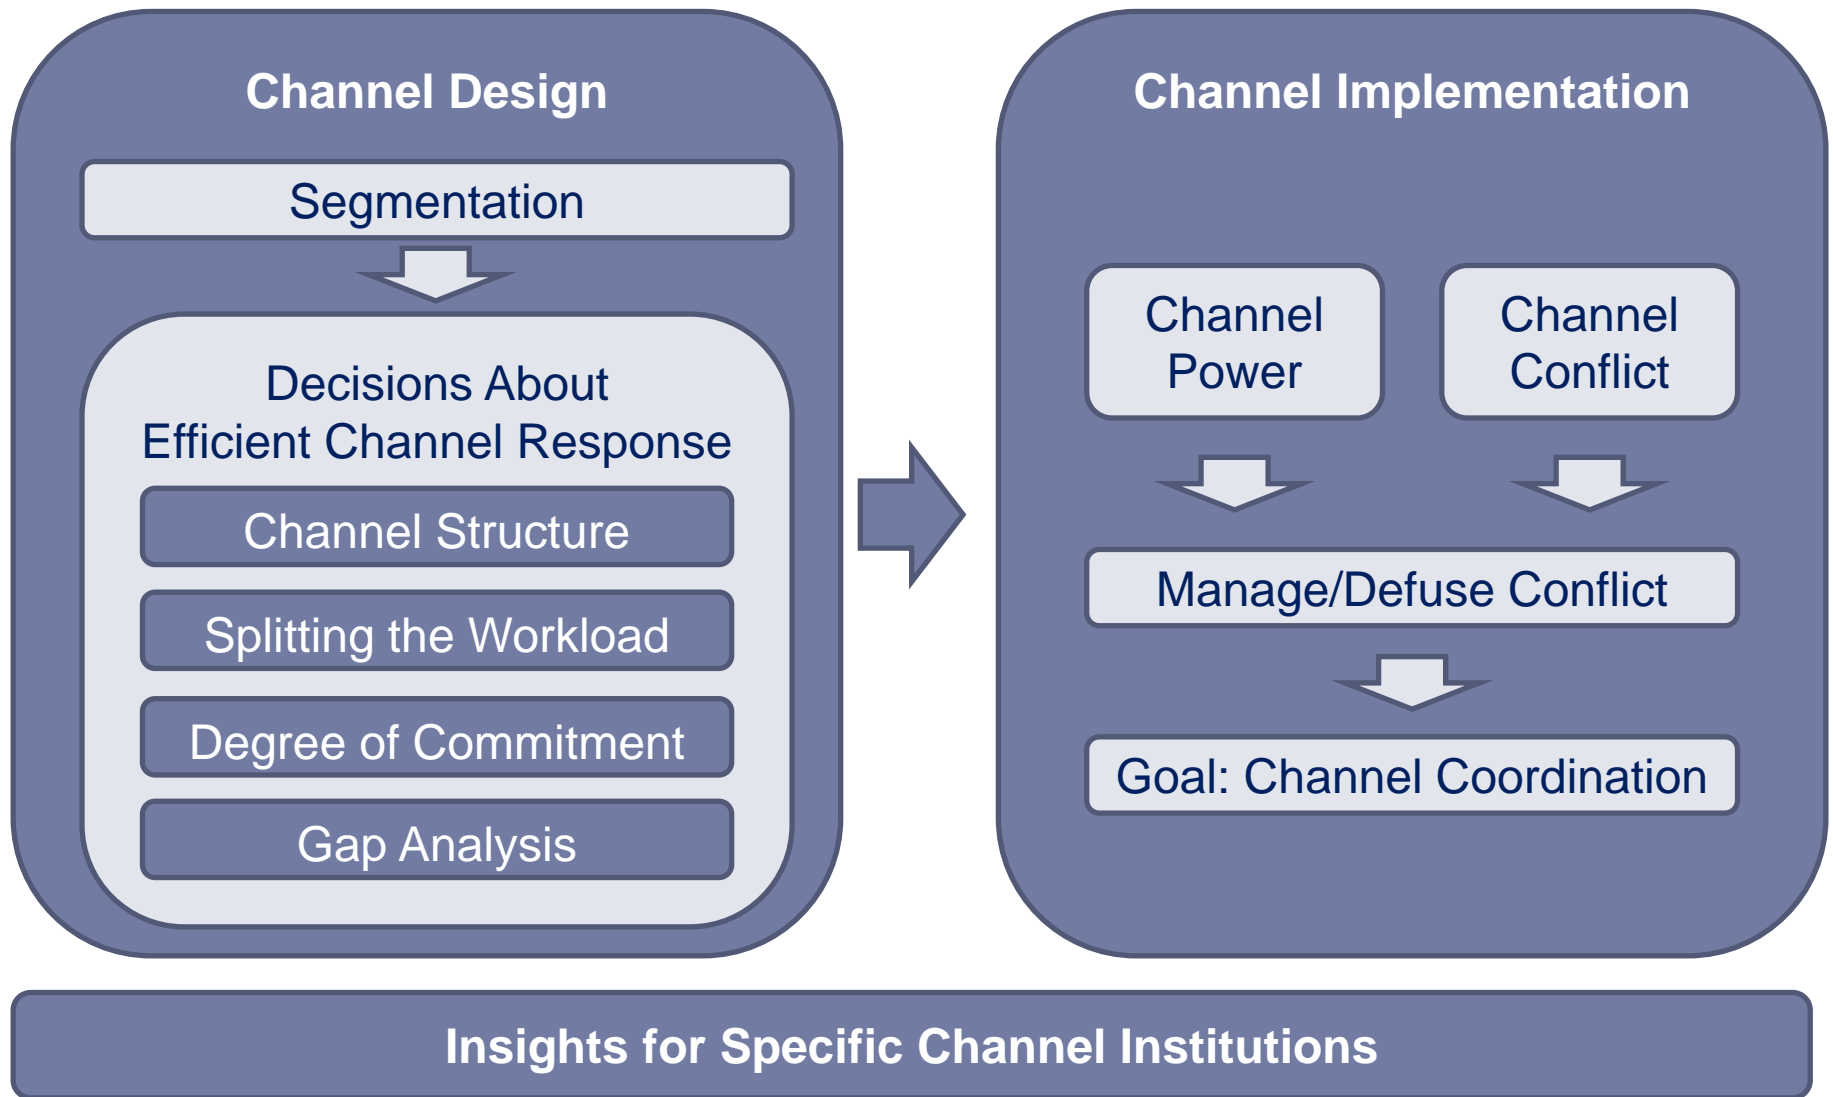 Channel Design
Segmentation
Decisions About
Efficient Channel Response
Channel Structure
Splitting the Workload
Degree of Commitment
Gap Analysis
Channel Implementation
Channel
Power
Channel
Conflict
Manage/Defuse Conflict
Goal: Channel Coordination
Insights for Specific Channel Institutions